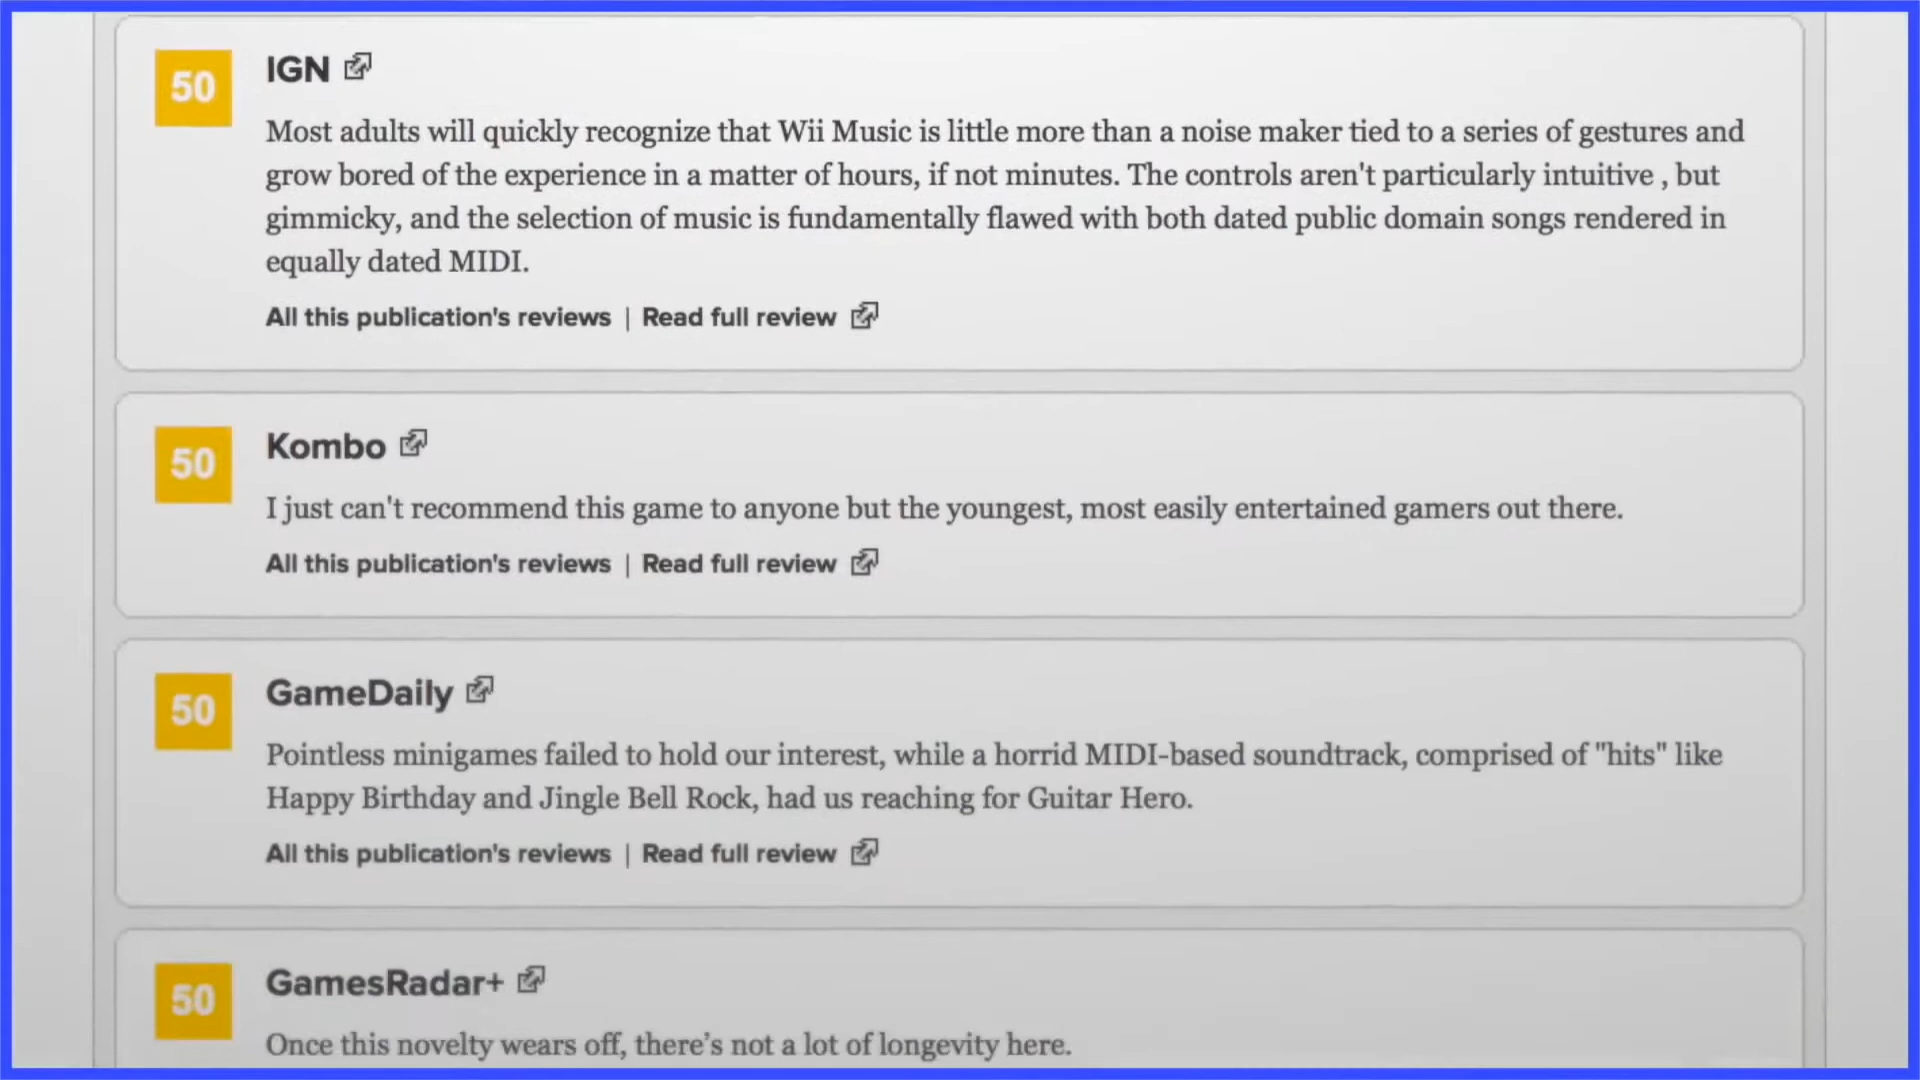 50
IGN
Most adults will quickly recognize that Wii Music is little more than a noise maker tied to a series of gestures and
grow bored of the experience in a matter of hours, if not minutes. The controls aren't particularly intuitive , but
gimmicky, and the selection of music is fundamentally flawed with both dated public domain songs rendered in
equally dated MIDI.
All this publication's reviews | Read full review
50
Kombo
I just can't recommend this game to anyone but the youngest, most easily entertained gamers out there.
All this publication's reviews | Read full review
50
GameDaily
Pointless minigames failed to hold our interest, while a horrid MIDI-based soundtrack, comprised of "hits" like
Happy Birthday and Jingle Bell Rock, had us reaching for Guitar Hero.
All this publication's reviews | Read full review
50
GamesRadar+
Once this novelty wears off, there’s not a lot of longevity here.